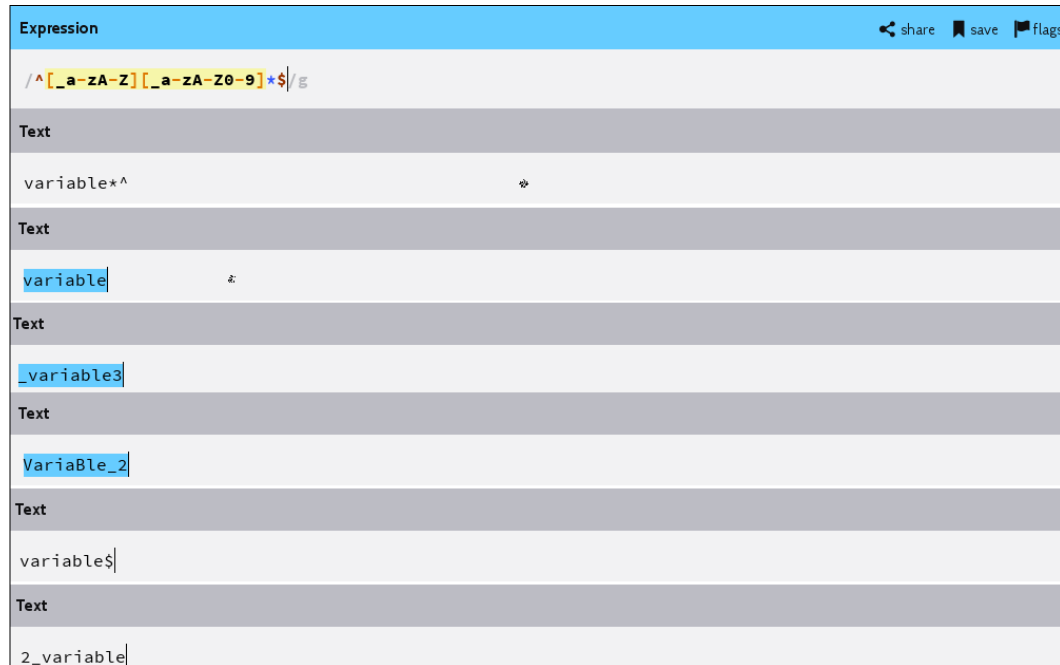 Expression share save flags
/^[_a-zA-Z][_a-zA-Z0-9]*$/g
Text
variable*^
Text
variable
Text
_variable3
Text
VariaBle_2
Text
variable$
Text
2_variable